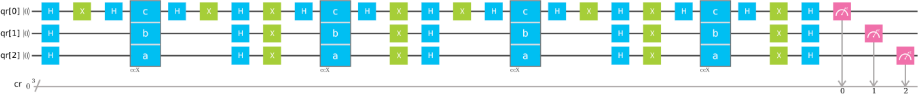 qr[0] |0⟩ H X H c H X H X H c H X H X H c H X H X H c H X H
qr[1] |0⟩ H b H X b X H b H X b X H
qr[2] |0⟩ H a H X a X H a H X a X H
ccX ccX ccX ccX
cr 0 3
0 1 2